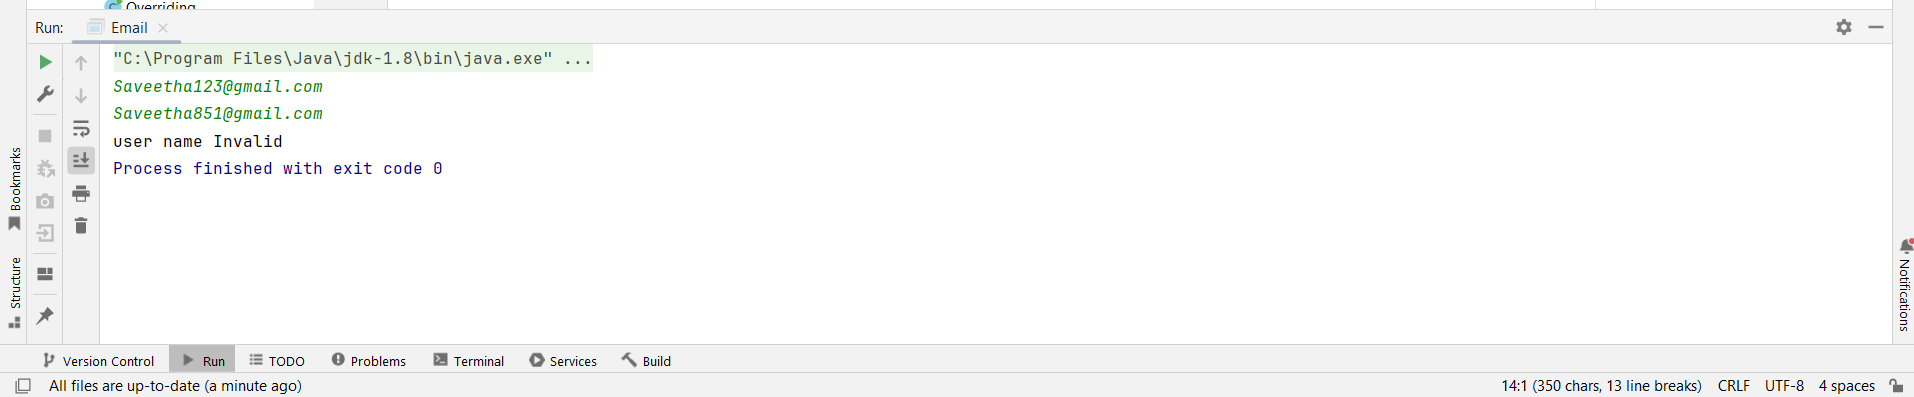 Overriding
Run: Email
"C:\Program Files\Java\jdk-1.8\bin\java.exe" ...
Saveetha123@gmail.com
Saveetha851@gmail.com
user name Invalid
Process finished with exit code 0
Bookmarks
Structure
Notifications
Version Control Run TODO Problems Terminal Services Build
All files are up-to-date (a minute ago) 14:1 (350 chars, 13 line breaks) CRLF UTF-8 4 spaces